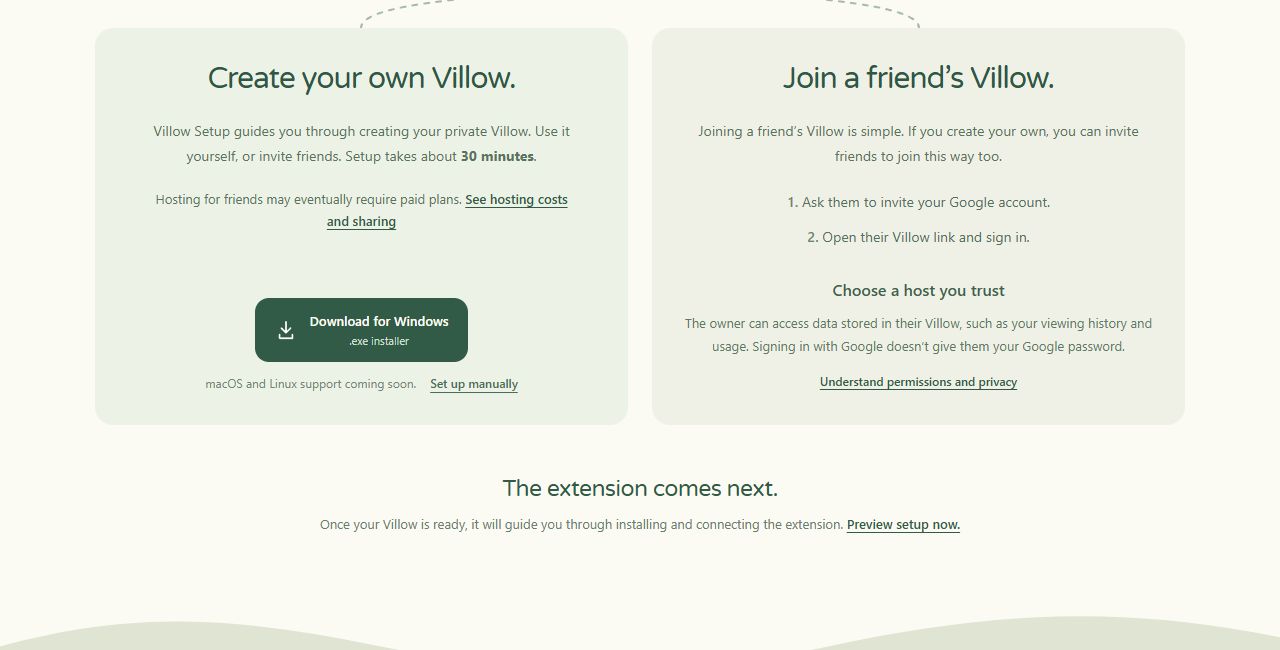 Create your own Villow.
Villow Setup guides you through creating your private Villow. Use it
yourself, or invite friends. Setup takes about 30 minutes.
Hosting for friends may eventually require paid plans. See hosting costs
and sharing
Download for Windows
.exe installer
macOS and Linux support coming soon. Set up manually
Join a friend’s Villow.
Joining a friend’s Villow is simple. If you create your own, you can invite
friends to join this way too.
1. Ask them to invite your Google account.
2. Open their Villow link and sign in.
Choose a host you trust
The owner can access data stored in their Villow, such as your viewing history and
usage. Signing in with Google doesn’t give them your Google password.
Understand permissions and privacy
The extension comes next.
Once your Villow is ready, it will guide you through installing and connecting the extension. Preview setup now.